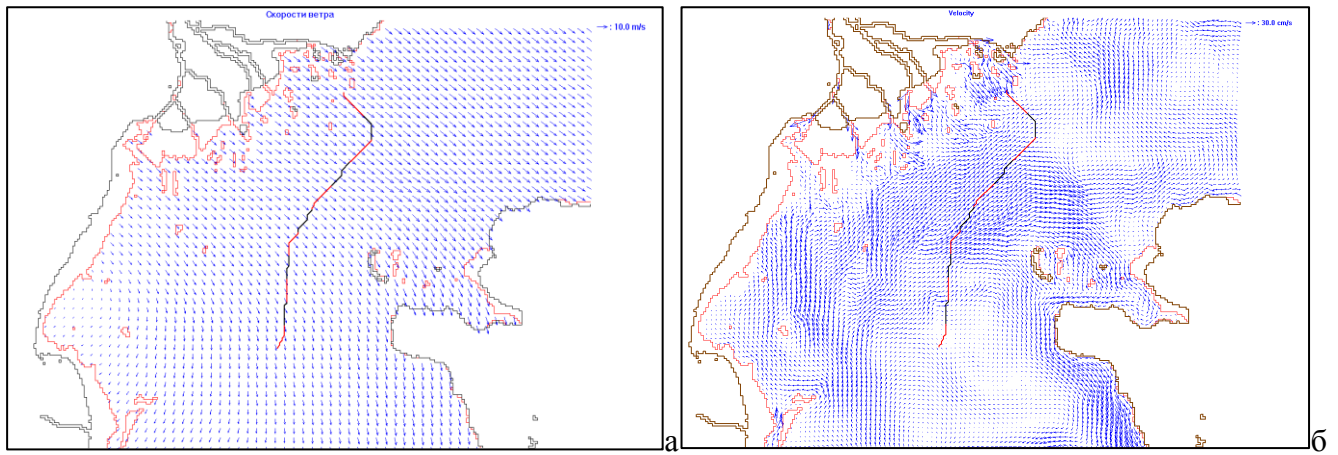 Скорости ветра
: 10.0 m/s
а
Velocity
: 30.0 cm/s
б